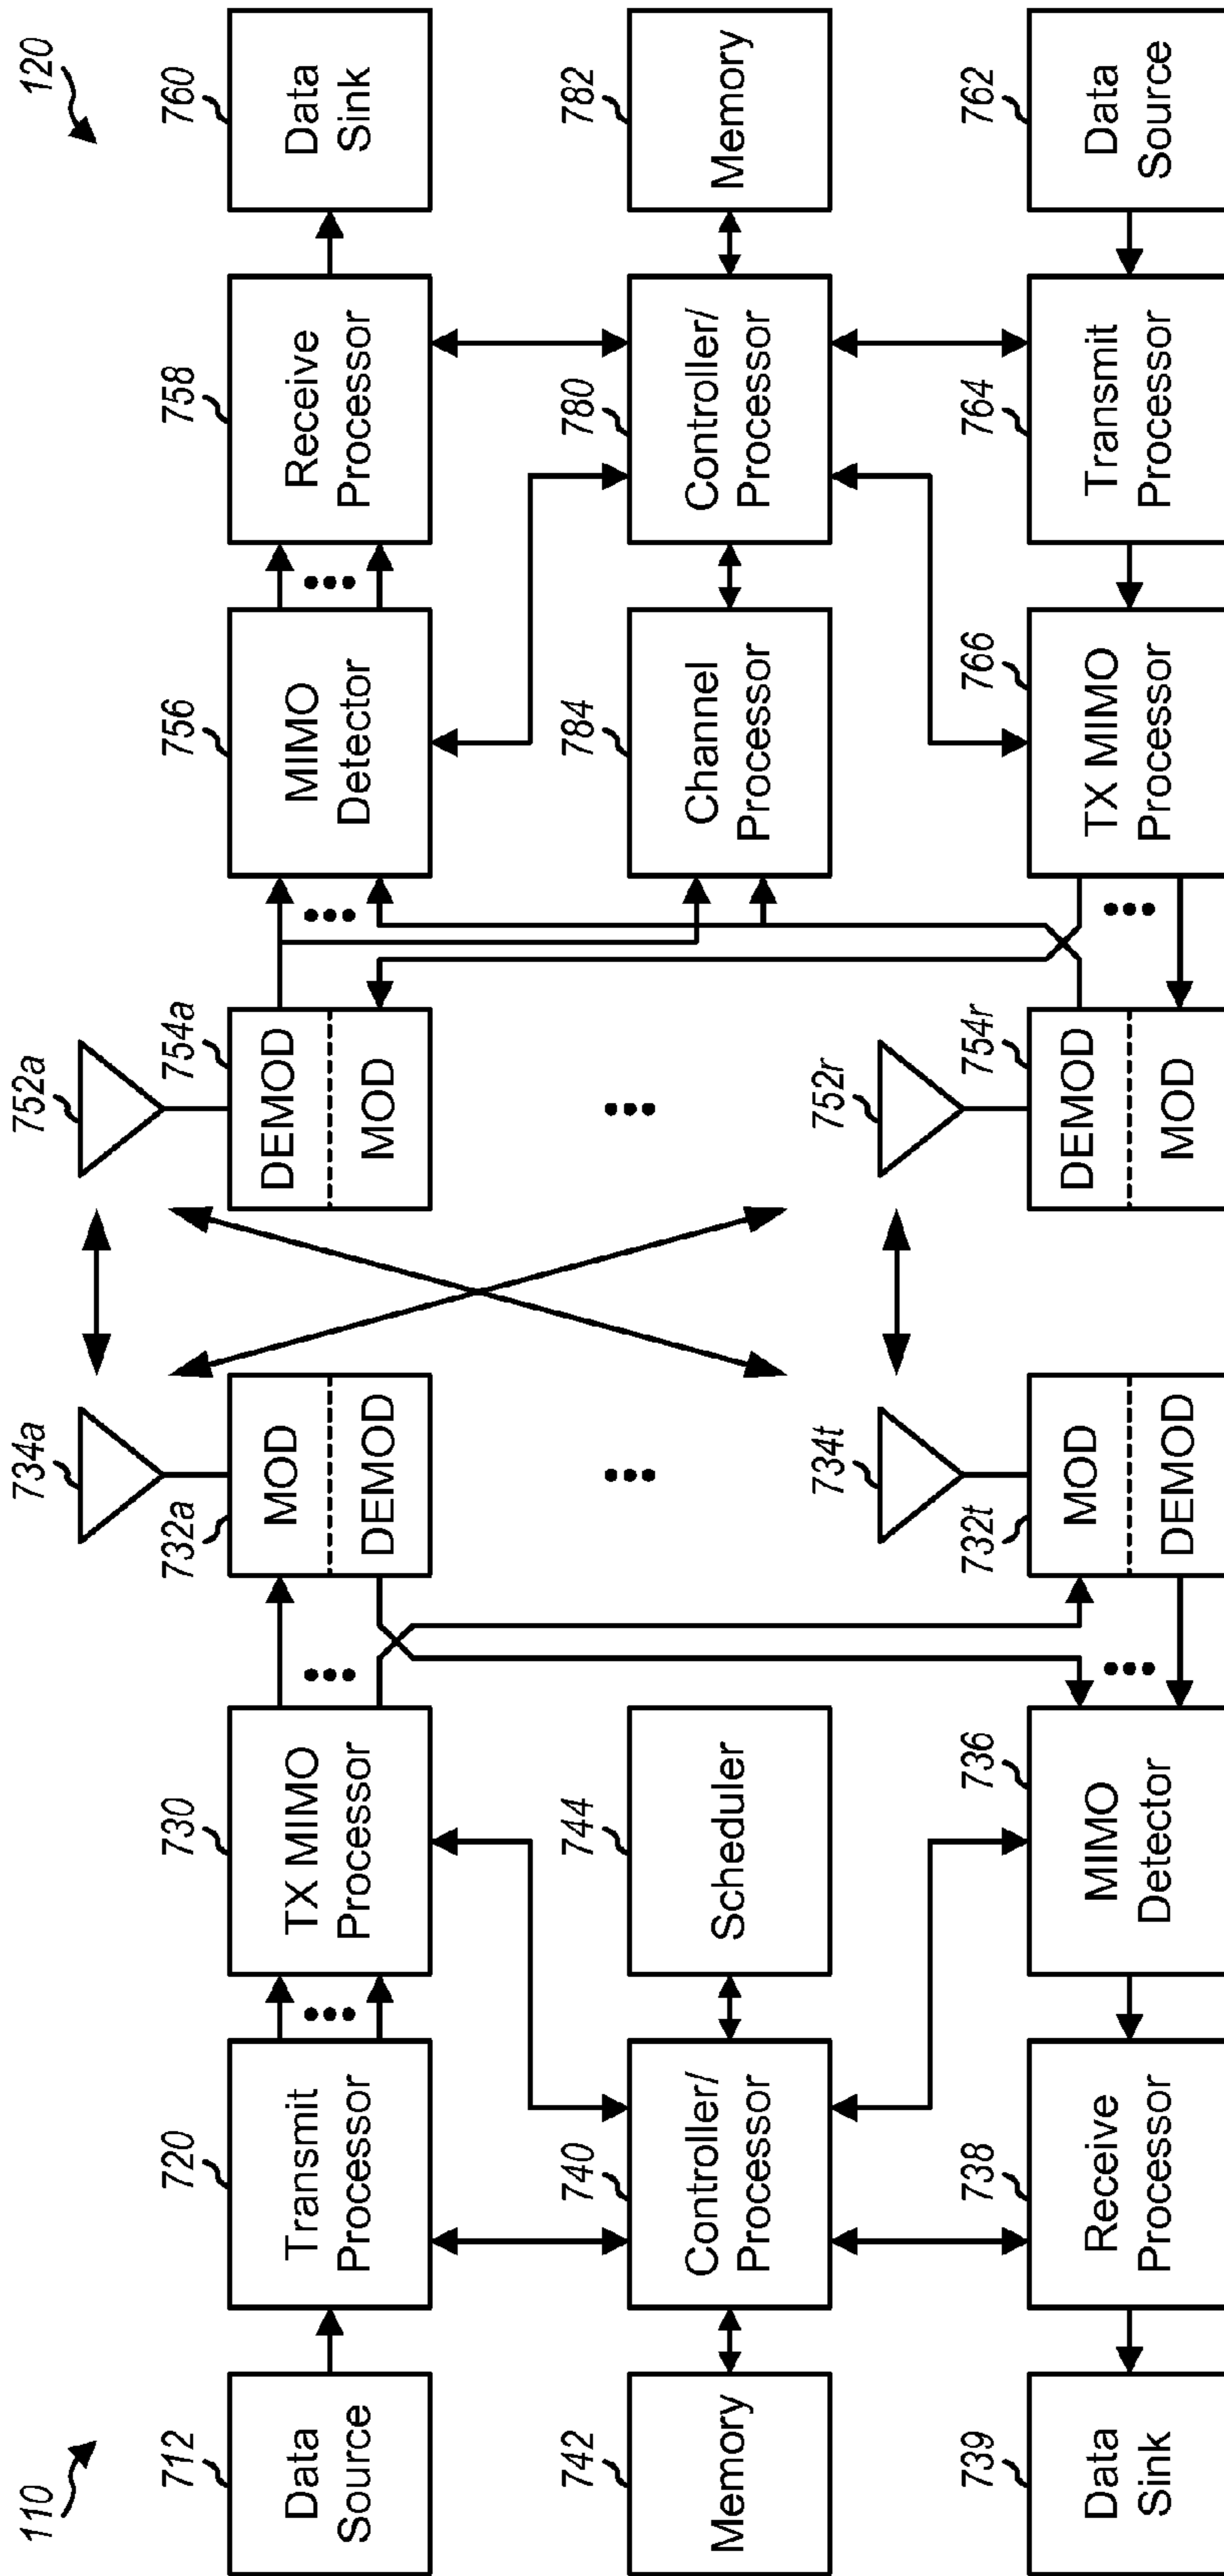 110
120
734a
752a
712
720
730
732a
754a
756
758
760
Data
Source
Transmit
Processor
TX MIMO
Processor
MOD
DEMOD
DEMOD
MOD
MIMO
Detector
Receive
Processor
Data
Sink
742
740
744
784
780
782
Memory
Controller/
Processor
Scheduler
Channel
Processor
Controller/
Processor
Memory
734t
752r
739
738
736
732t
754r
766
764
762
Data
Sink
Receive
Processor
MIMO
Detector
MOD
DEMOD
DEMOD
MOD
TX MIMO
Processor
Transmit
Processor
Data
Source